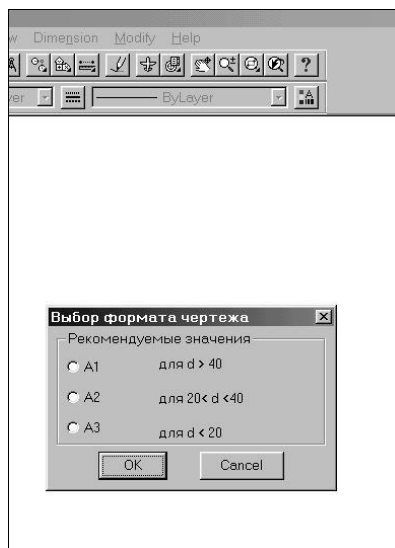 Dimension Modify Help
?
ByLayer
Выбор формата чертежа
Рекомендуемые значения
A1 для d > 40
A2 для 20< d <40
A3 для d < 20
OK Cancel